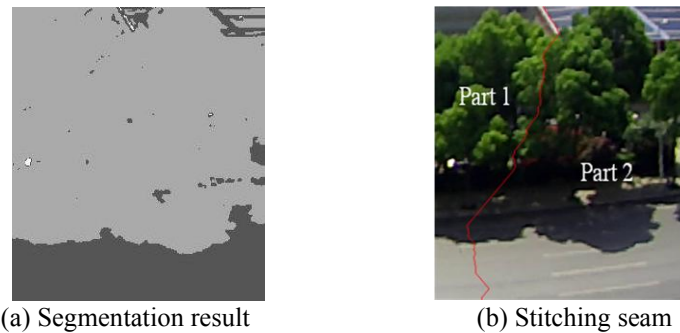 Part 1
Part 2
(a) Segmentation result
(b) Stitching seam